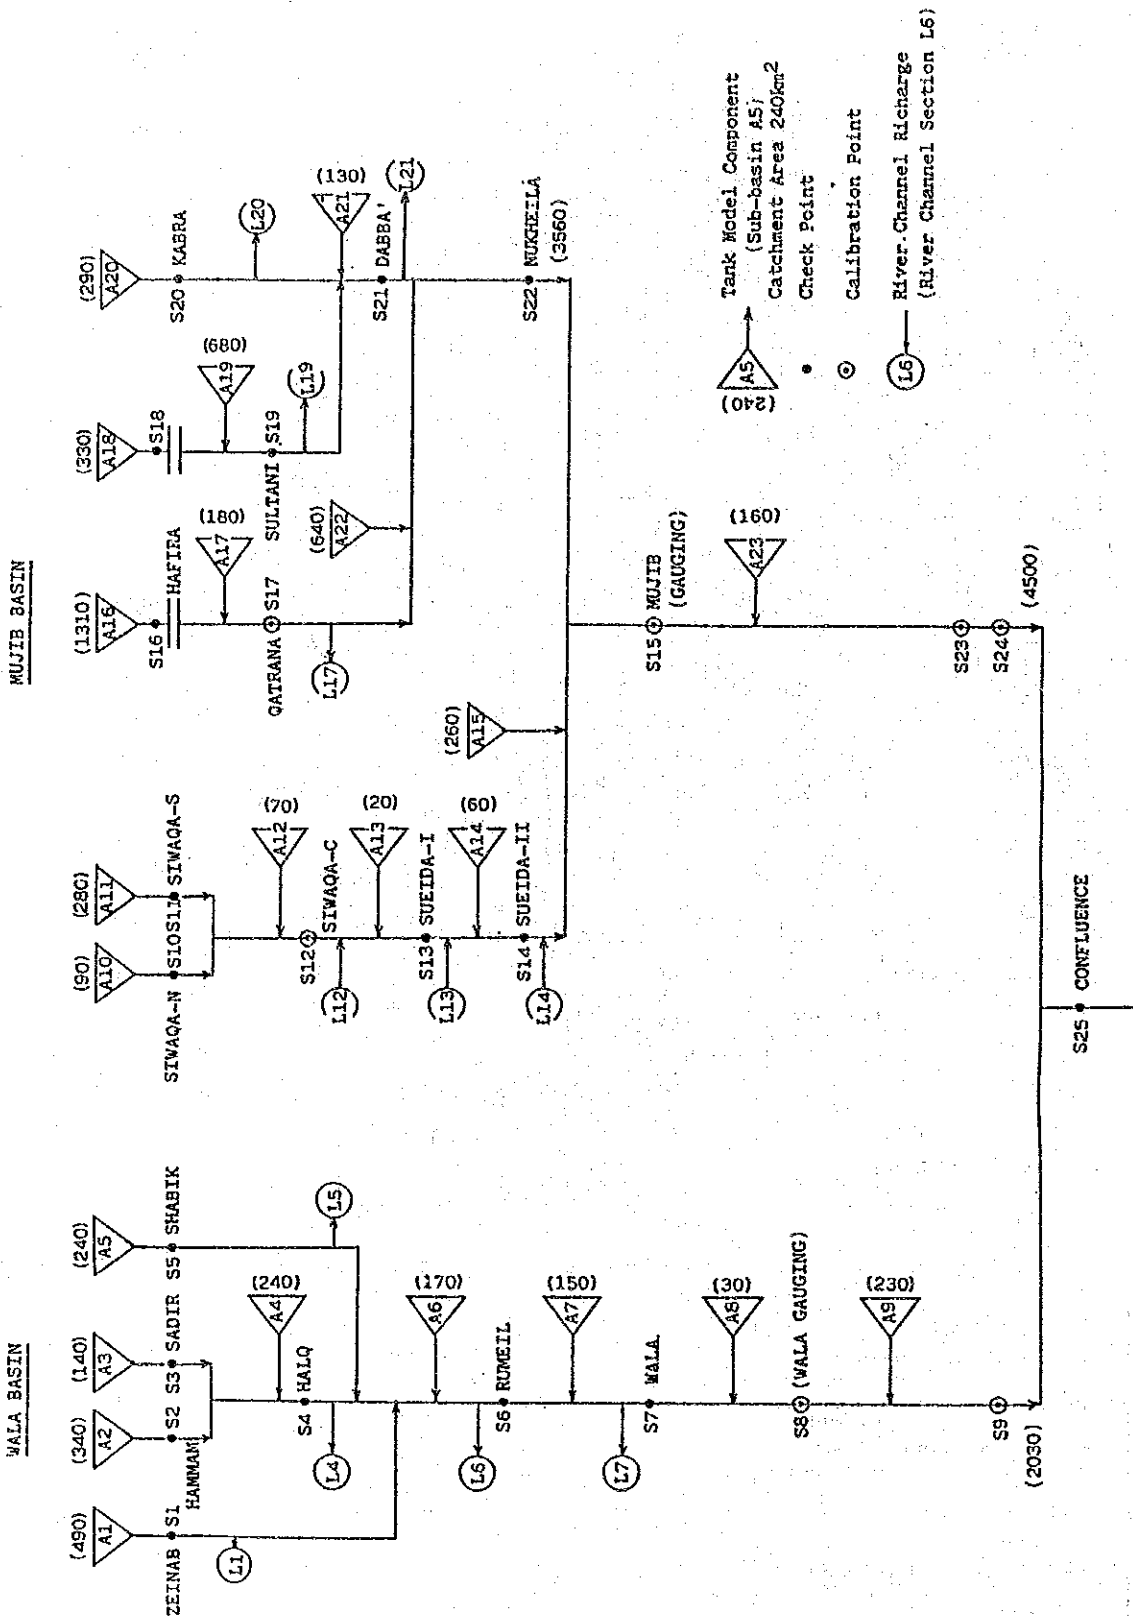 WALA BASIN
(490)
A1
ZEINAB
S1
L1
(340)
A2
S2
HAMMAM
(140)
A3
S3
SADIR
(240)
A5
S5
SHABIK
L5
(240)
A4
S4
HALQ
L4
(170)
A6
L6
S6
RUMEIL
(150)
A7
L7
S7
WALA
(30)
A8
S8
(WALA GAUGING)
(230)
A9
S9
(2030)
MUJIB BASIN
(90)
A10
SIWAQA-N
S10
(280)
A11
S11
SIWAQA-S
(70)
A12
S12
SIWAQA-C
(L12)
(20)
A13
S13
SUEIDA-I
(L13)
(60)
A14
S14
SUEIDA-II
(L14)
(260)
A15
(1310)
A16
S16
HAFIRA
(180)
A17
QATRANA
S17
(L17)
(330)
A18
S18
(680)
A19
SULTANI
S19
(L19)
(290)
A20
S20
KABRA
(L20)
(130)
A21
S21
DABBA'
(L21)
(640)
A22
S22
MUKHEILA
(3560)
S15
MUJIB
(GAUGING)
(160)
A23
S23
S24
(4500)
S25
CONFLUENCE
(240)
A5
Tank Model Component
(Sub-basin A5;
Catchment Area 240km2
Check Point
Calibration Point
L6
River.Channel Richarge
(River Channel Section L6)